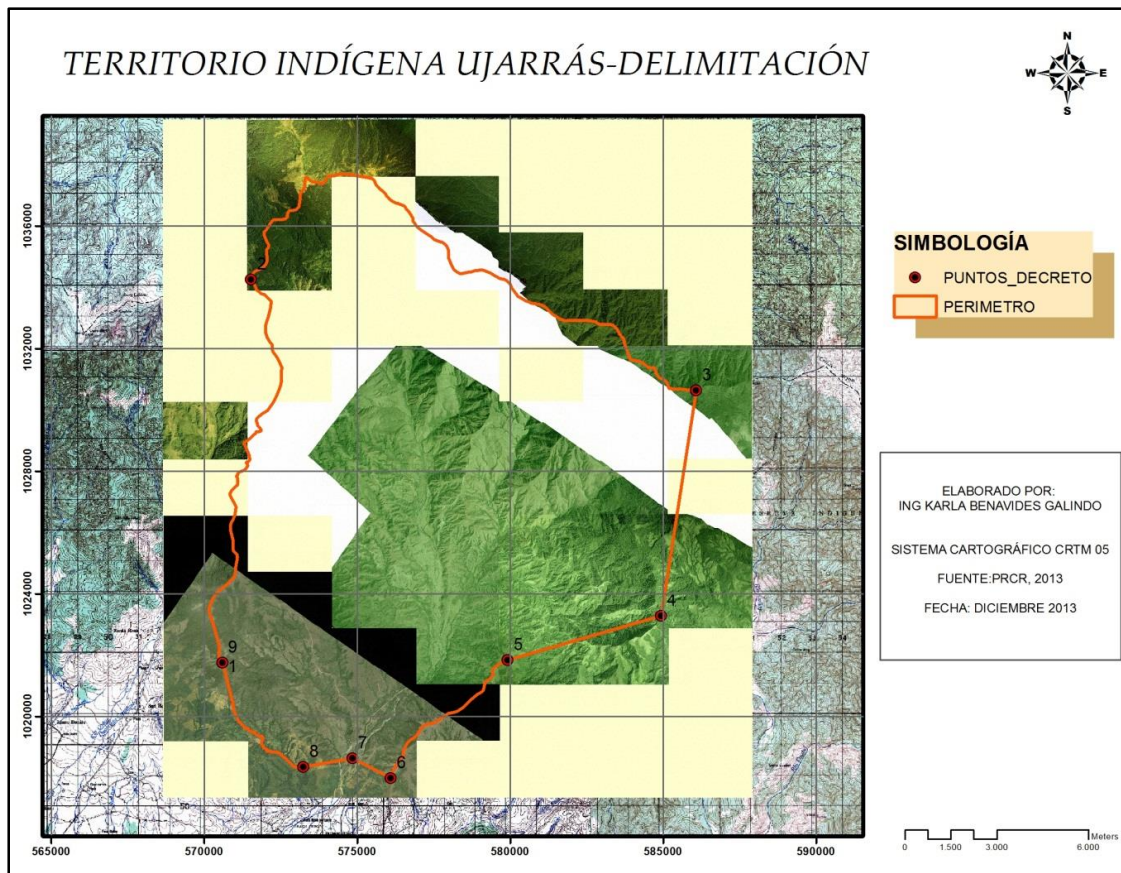 TERRITORIO INDÍGENA UJARRÁS-DELIMITACIÓN
N
W E
S
1036000
1032000
1028000
1024000
1020000
2
3
4
5
9
1
8
7
6
50
565000 570000 575000 580000 585000 590000
SIMBOLOGÍA
PUNTOS_DECRETO
PERIMETRO
ELABORADO POR:
ING KARLA BENAVIDES GALINDO
SISTEMA CARTOGRÁFICO CRTM 05
FUENTE:PRCR, 2013
FECHA: DICIEMBRE 2013
Meters
0 1.500 3.000 6.000